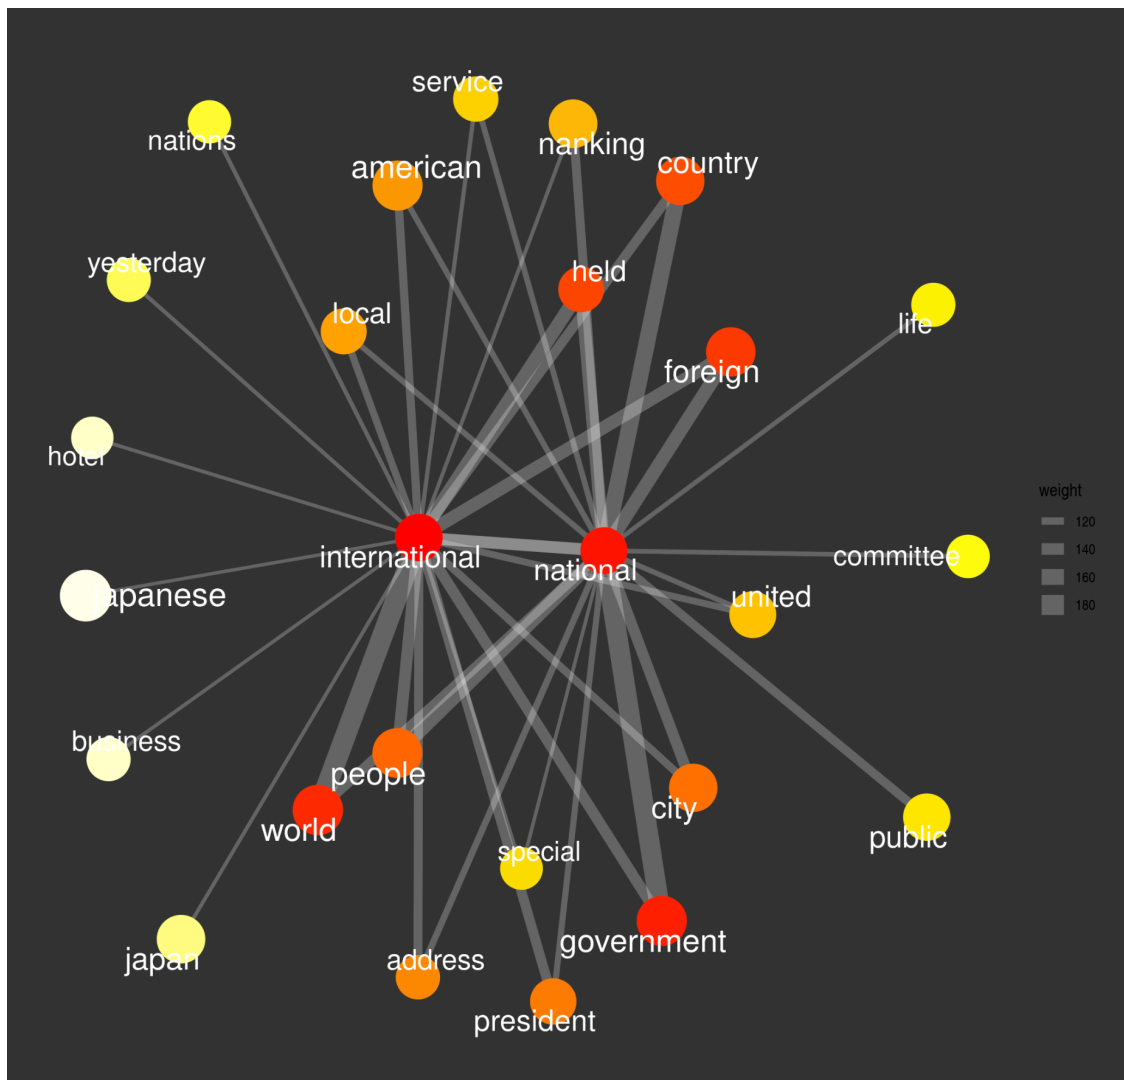 service
nations
nanking
american
country
yesterday
held
local
life
foreign
hotel
weight
120
140
160
180
international
national
committee
japanese
united
business
people
world
city
public
special
government
japan
address
president